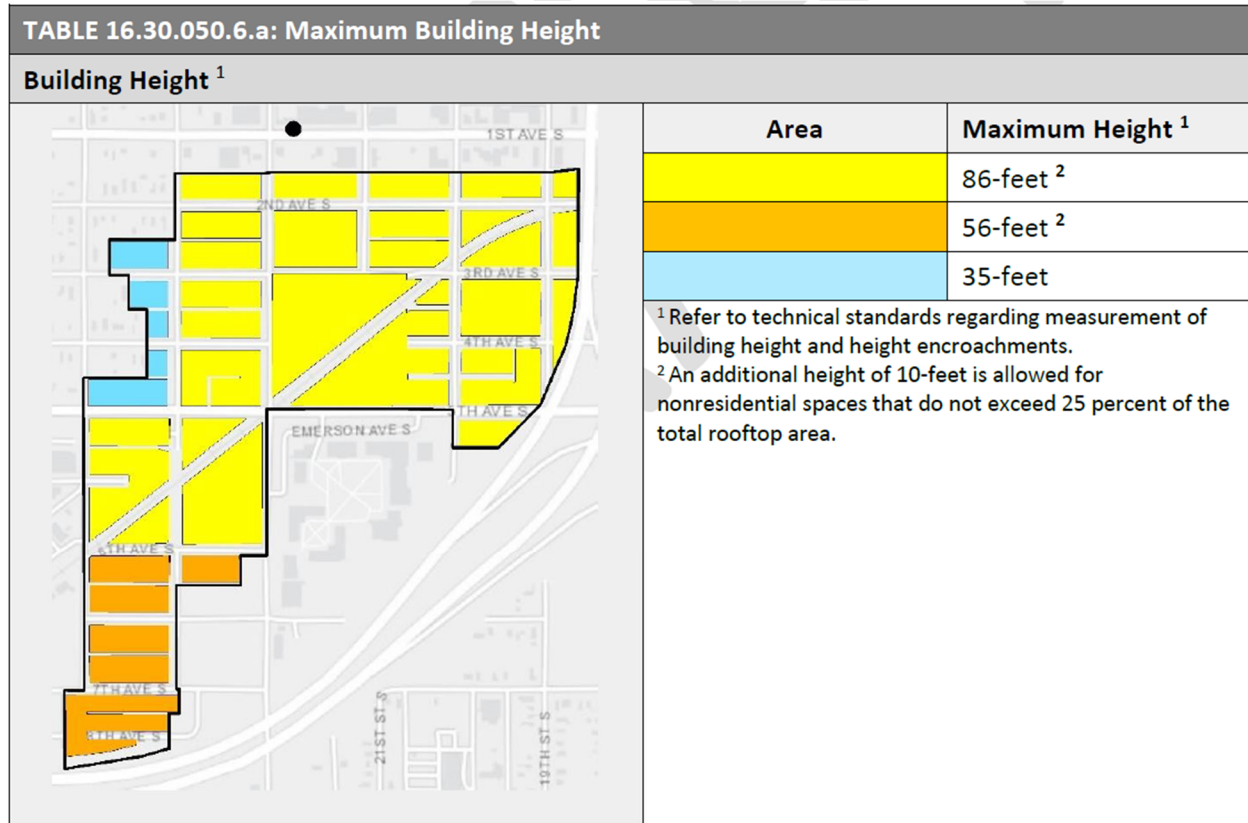 TABLE 16.30.050.6.a: Maximum Building Height
Building Height 1
1ST AVE S
2ND AVE S
3RD AVE S
4TH AVE S
TH AVE S
EMERSON AVE S
6TH AVE S
7TH AVE S
8TH AVE S
21ST ST S
19TH ST S
Area Maximum Height 1
86-feet 2
56-feet 2
35-feet
1 Refer to technical standards regarding measurement of
building height and height encroachments.
2 An additional height of 10-feet is allowed for
nonresidential spaces that do not exceed 25 percent of the
total rooftop area.